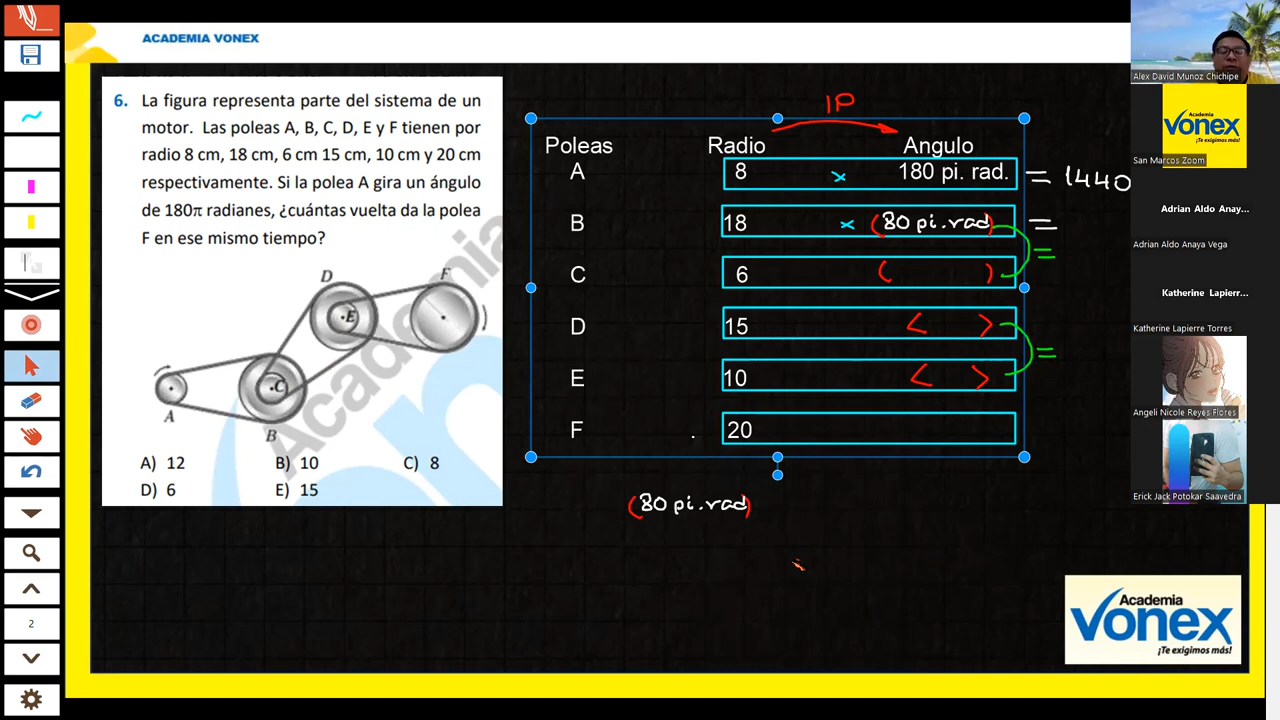 ACADEMIA VONEX
6. La figura representa parte del sistema de un
motor. Las poleas A, B, C, D, E y F tienen por
radio 8 cm, 18 cm, 6 cm 15 cm, 10 cm y 20 cm
respectivamente. Si la polea A gira un ángulo
de 180π radianes, ¿cuántas vuelta da la polea
F en ese mismo tiempo?
D
F
E
C
A
B
Academia
A) 12 B) 10 C) 8
D) 6 E) 15
IP
Poleas Radio Angulo
A 8 x 180 pi. rad. = 1440
B 18 x (80 pi.rad) =
C 6 ( ) =
D 15 < >
E 10 < > =
F . 20
(80 pi.rad)
Alex David Munoz Chichipe
Academia
Vonex
¡Te exigimos más!
San Marcos Zoom
Adrian Aldo Anay...
Adrian Aldo Anaya Vega
Katherine Lapierr...
Katherine Lapierre Torres
Angeli Nicole Reyes Flores
Erick Jack Potokar Saavedra
Academia
Vonex
¡Te exigimos más!
2